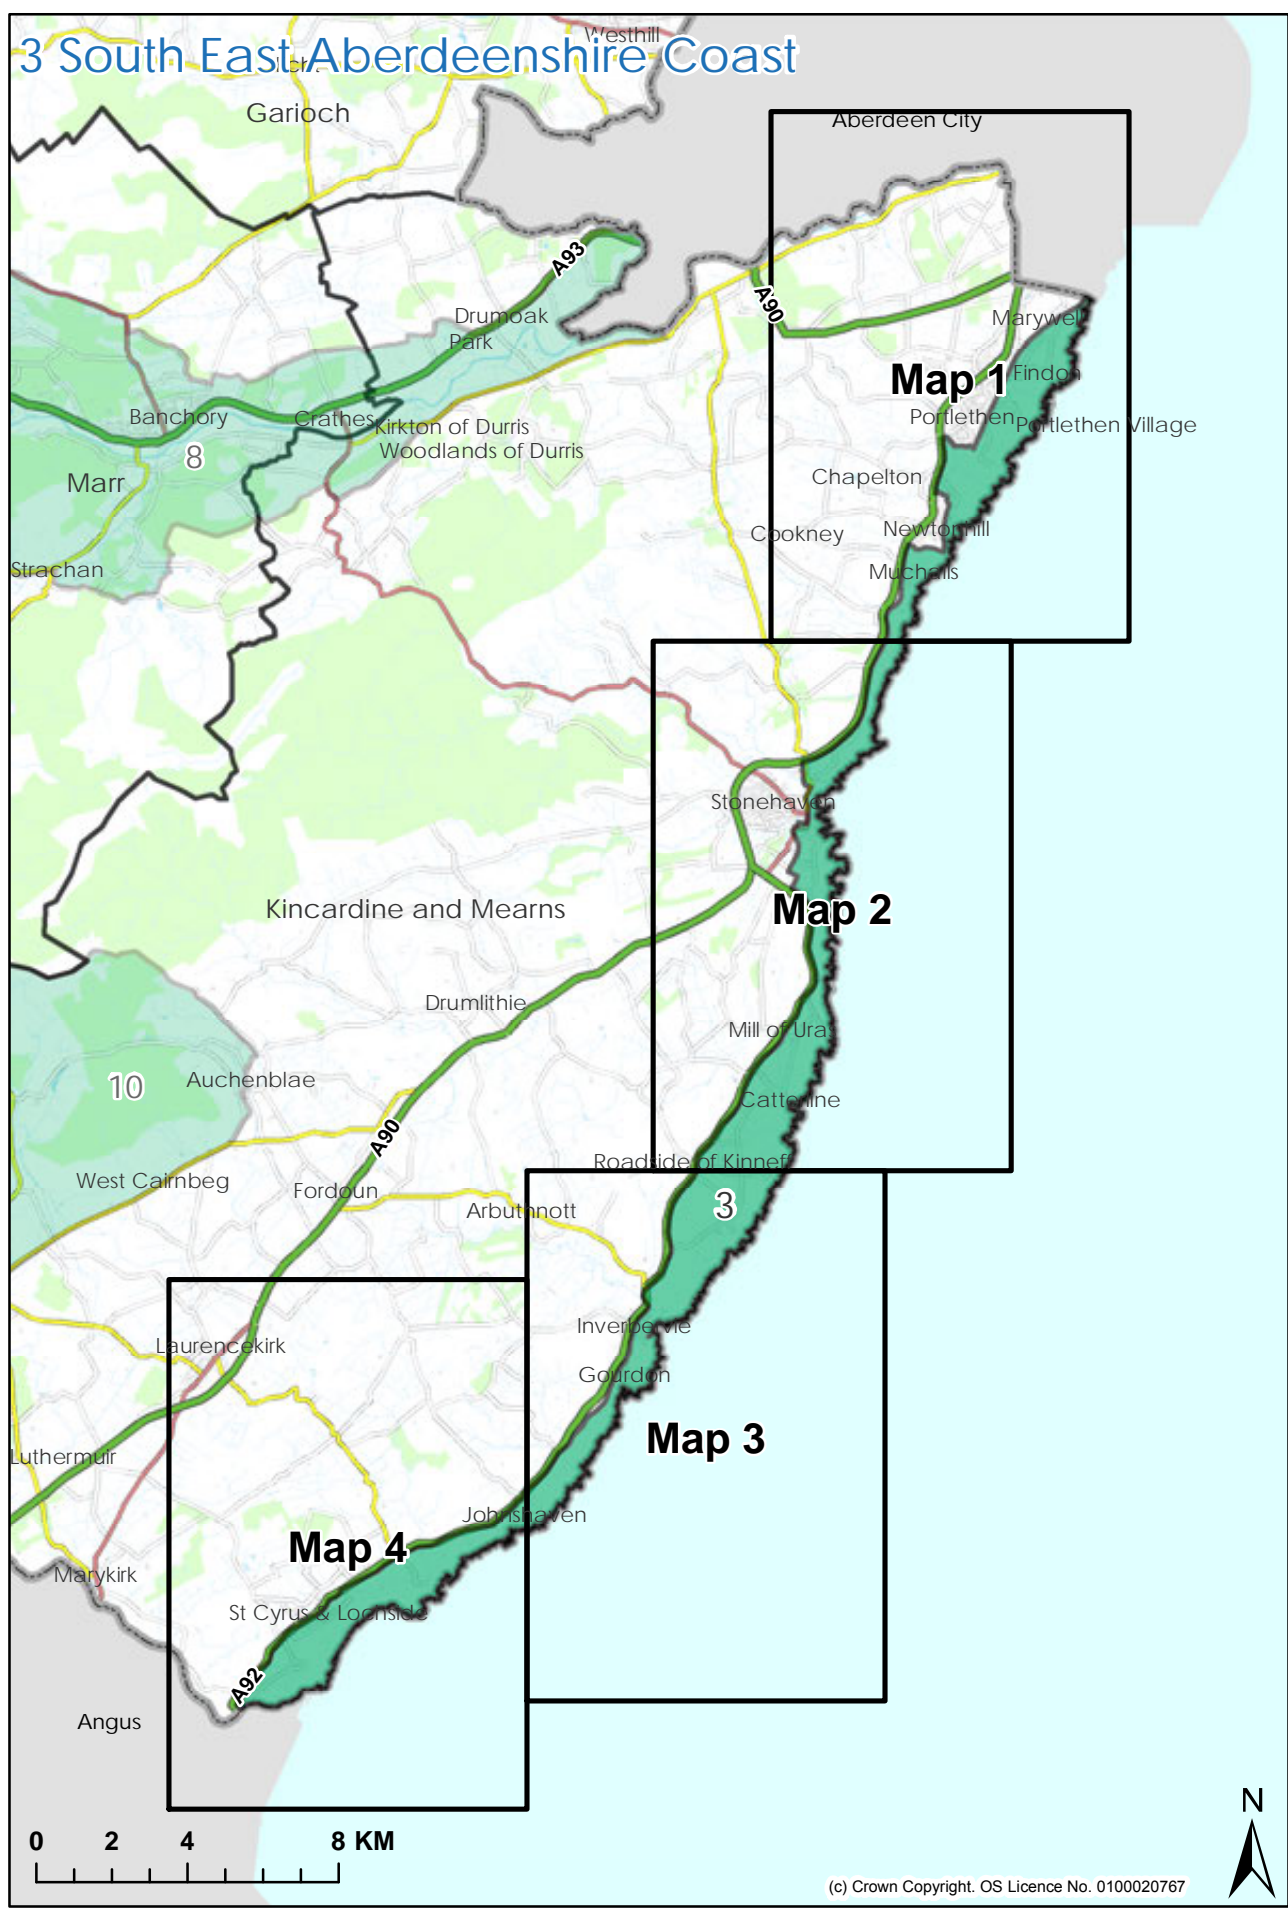 3 South East Aberdeenshire Coast
Westhill
Garioch
Aberdeen City
A93
A90
Drumoak
Park
Marywell
Map 1
Findon
Banchory
Crathes
Kirkton of Durris
Portlethen
Portlethen Village
8
Woodlands of Durris
Marr
Chapelton
Cookney
Newtonhill
Strachan
Muchalls
Stonehaven
Kincardine and Mearns
Map 2
Drumlithie
Mill of Uras
10
Auchenblae
Catterline
A90
Roadside of Kinneff
West Cairnbeg
Fordoun
Arbuthnott
3
Inverbervie
Laurencekirk
Gourdon
Map 3
Luthermuir
Johnshaven
Map 4
Marykirk
St Cyrus & Lochside
A92
Angus
N
0 2 4 8 KM
(c) Crown Copyright. OS Licence No. 0100020767